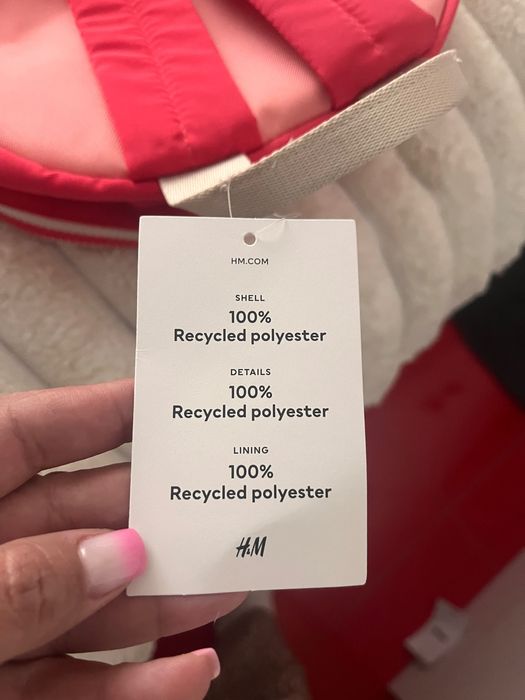 HM.COM
SHELL
100%
Recycled polyester
DETAILS
100%
Recycled polyester
LINING
100%
Recycled polyester
H&M